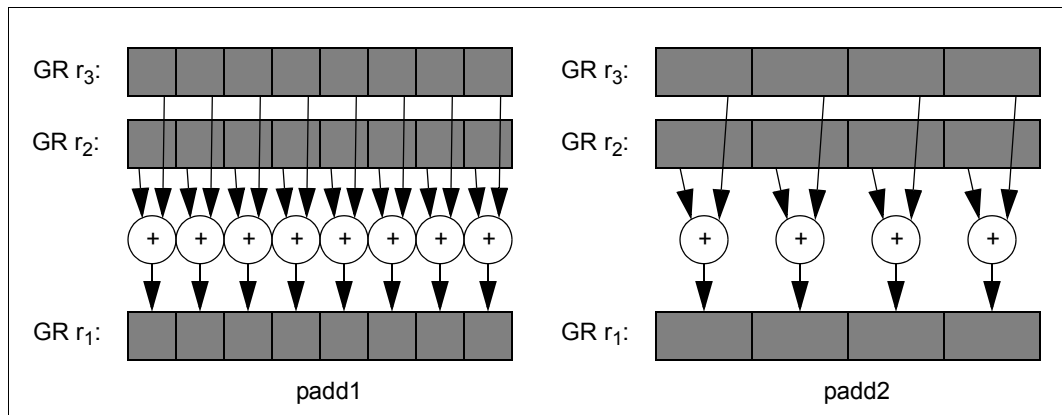 GR r3: GR r3:
GR r2: GR r2:
+ + + + + + + + + + + +
GR r1: GR r1:
padd1 padd2